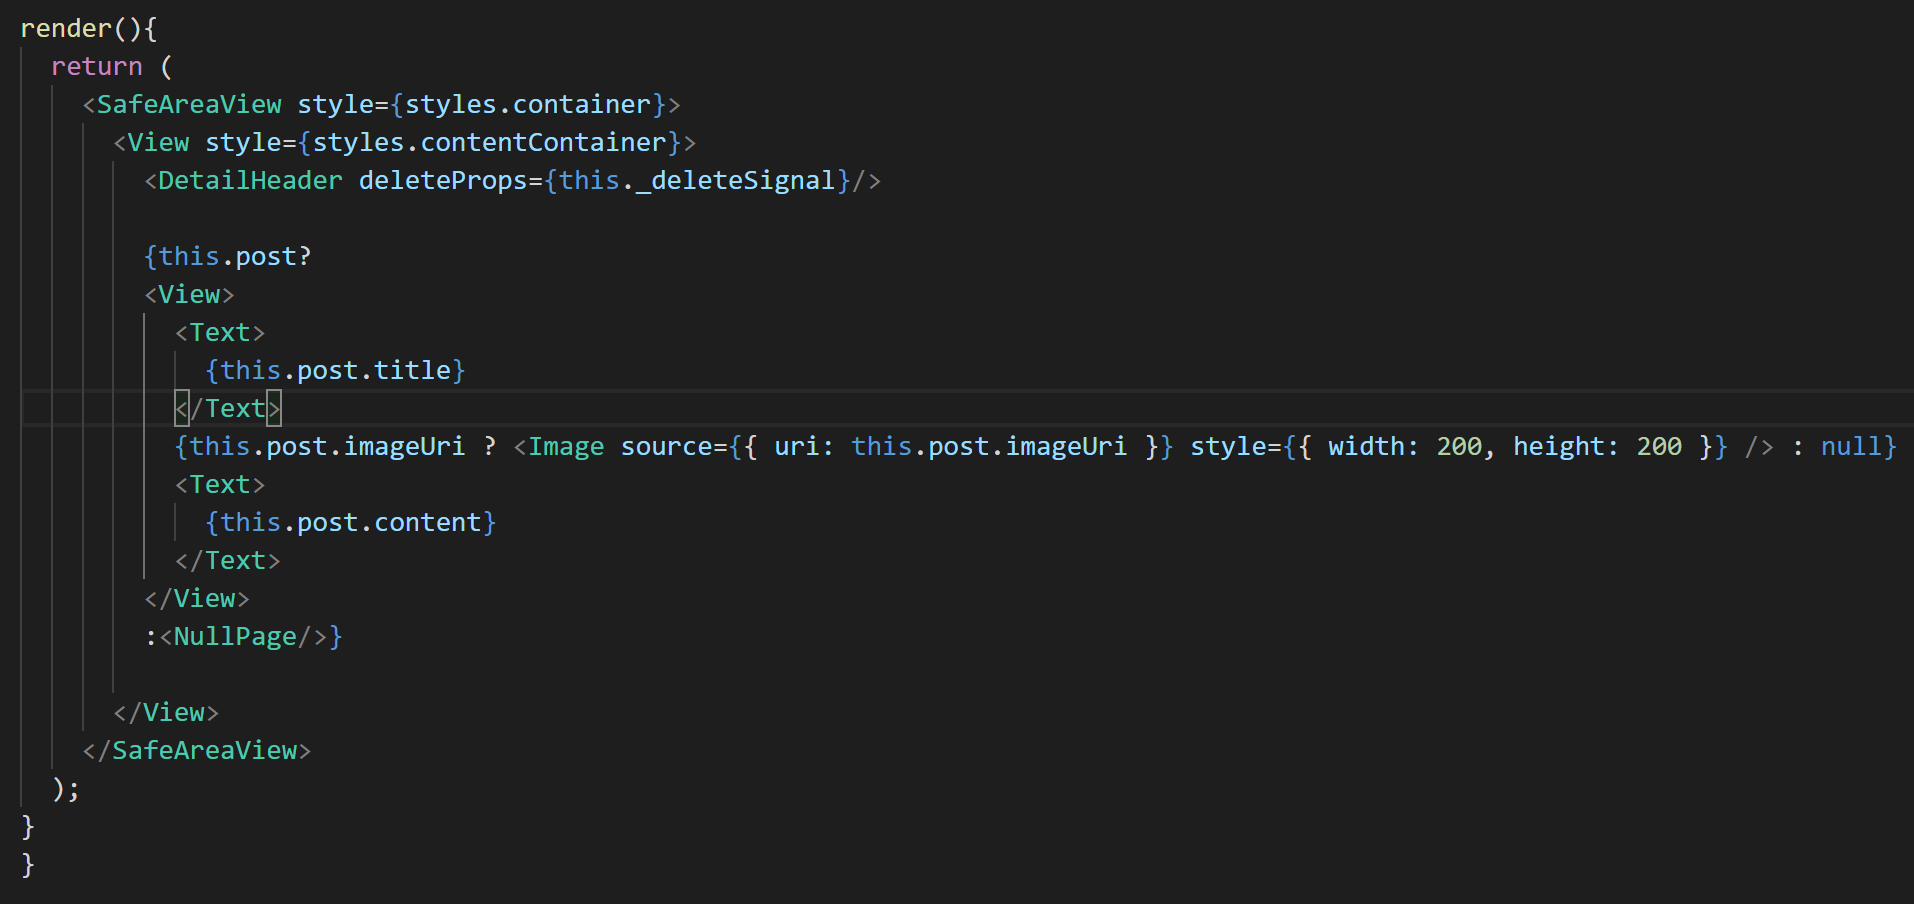 render(){
return (
<SafeAreaView style={styles.container}>
<View style={styles.contentContainer}>
<DetailHeader deleteProps={this._deleteSignal}/>
{this.post?
<View>
<Text>
{this.post.title}
</Text>
{this.post.imageUri ? <Image source={{ uri: this.post.imageUri }} style={{ width: 200, height: 200 }} /> : null}
<Text>
{this.post.content}
</Text>
</View>
:<NullPage/>}
</View>
</SafeAreaView>
);
}
}